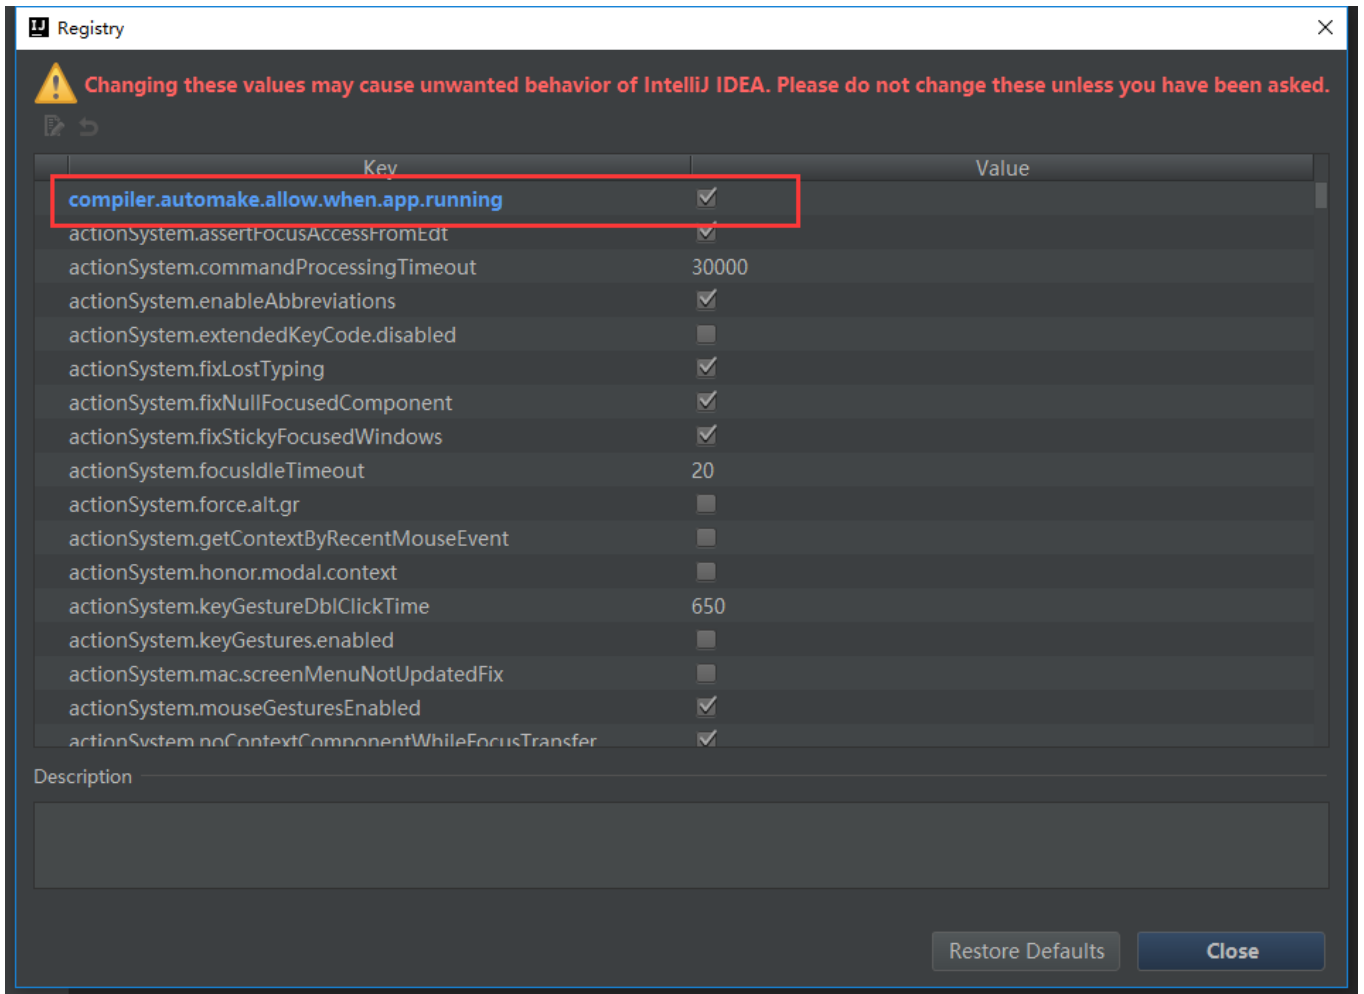 IJ Registry
Changing these values may cause unwanted behavior of IntelliJ IDEA. Please do not change these unless you have been asked.
Key Value
compiler.automake.allow.when.app.running
actionSystem.assertFocusAccessFromEdt
actionSystem.commandProcessingTimeout 30000
actionSystem.enableAbbreviations
actionSystem.extendedKeyCode.disabled
actionSystem.fixLostTyping
actionSystem.fixNullFocusedComponent
actionSystem.fixStickyFocusedWindows
actionSystem.focusIdleTimeout 20
actionSystem.force.alt.gr
actionSystem.getContextByRecentMouseEvent
actionSystem.honor.modal.context
actionSystem.keyGestureDblClickTime 650
actionSystem.keyGestures.enabled
actionSystem.mac.screenMenuNotUpdatedFix
actionSystem.mouseGesturesEnabled
actionSystem.noContextComponentWhileFocusTransfer
Description
Restore Defaults Close